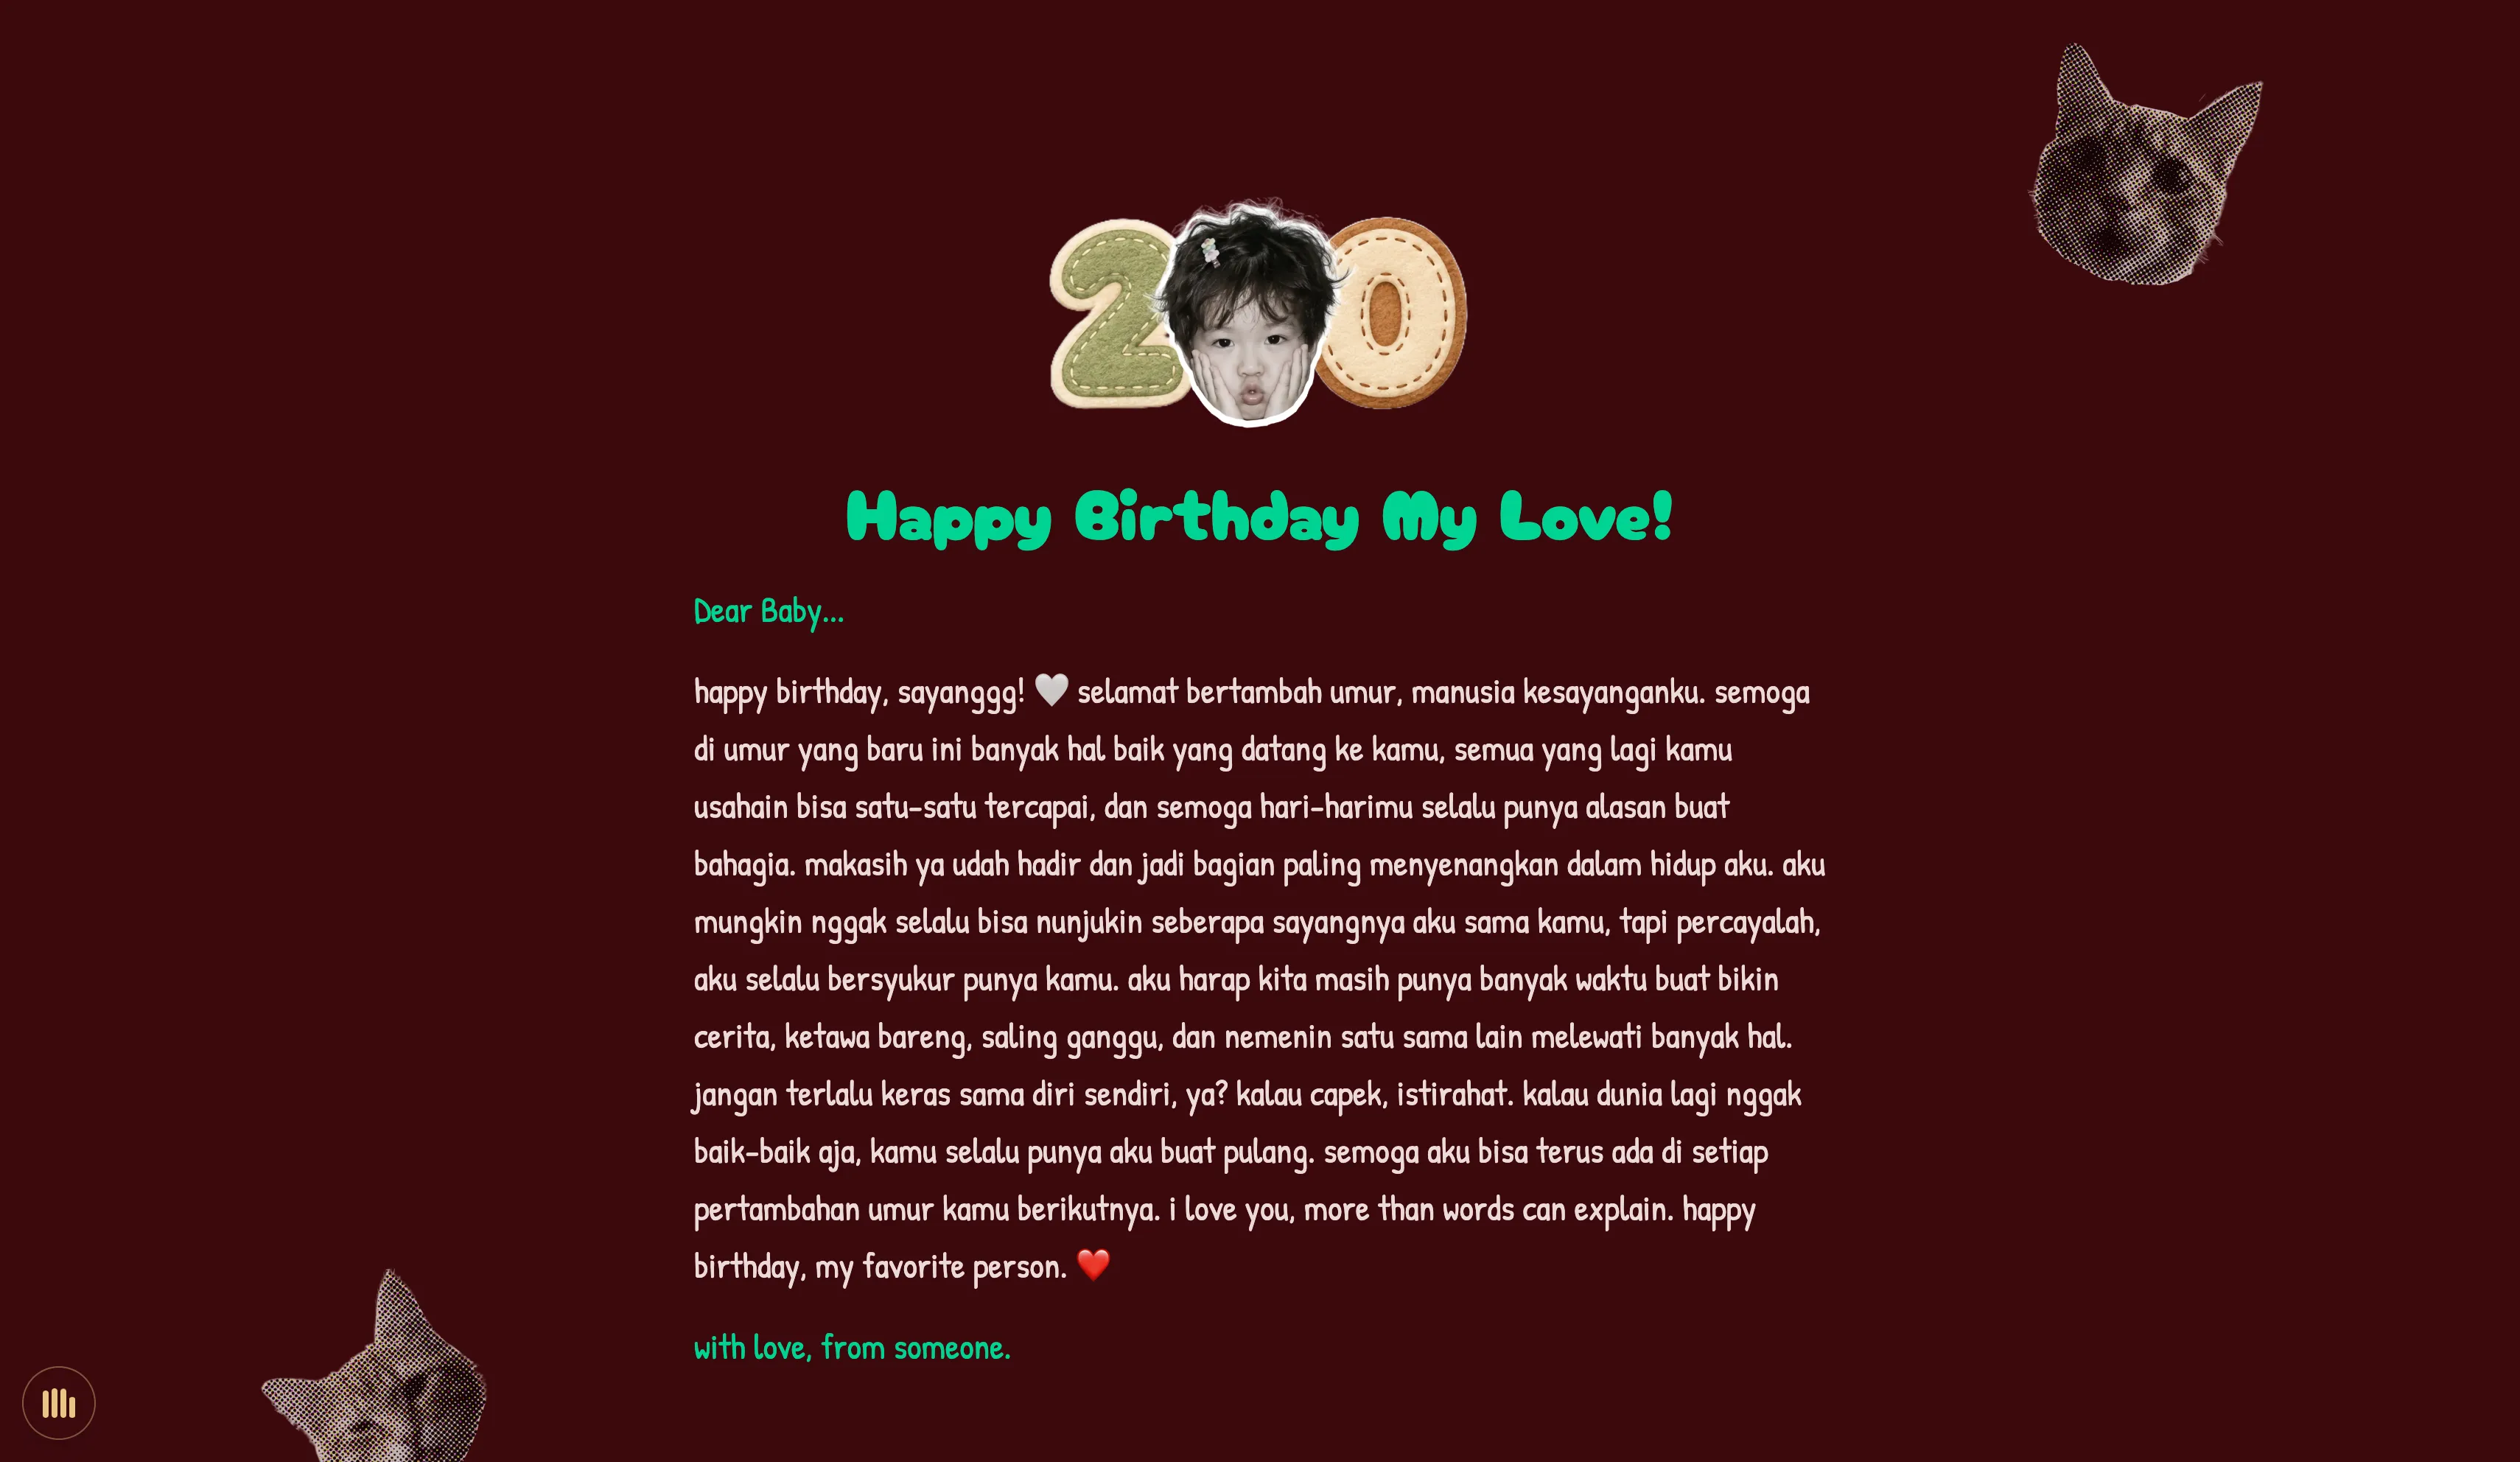 20
Happy Birthday My Love!
Dear Baby...
happy birthday, sayanggg! 🤍 selamat bertambah umur, manusia kesayanganku. semoga
di umur yang baru ini banyak hal baik yang datang ke kamu, semua yang lagi kamu
usahain bisa satu-satu tercapai, dan semoga hari-harimu selalu punya alasan buat
bahagia. makasih ya udah hadir dan jadi bagian paling menyenangkan dalam hidup aku. aku
mungkin nggak selalu bisa nunjukin seberapa sayangnya aku sama kamu, tapi percayalah,
aku selalu bersyukur punya kamu. aku harap kita masih punya banyak waktu buat bikin
cerita, ketawa bareng, saling ganggu, dan nemenin satu sama lain melewati banyak hal.
jangan terlalu keras sama diri sendiri, ya? kalau capek, istirahat. kalau dunia lagi nggak
baik-baik aja, kamu selalu punya aku buat pulang. semoga aku bisa terus ada di setiap
pertambahan umur kamu berikutnya. i love you, more than words can explain. happy
birthday, my favorite person. ❤️
with love, from someone.